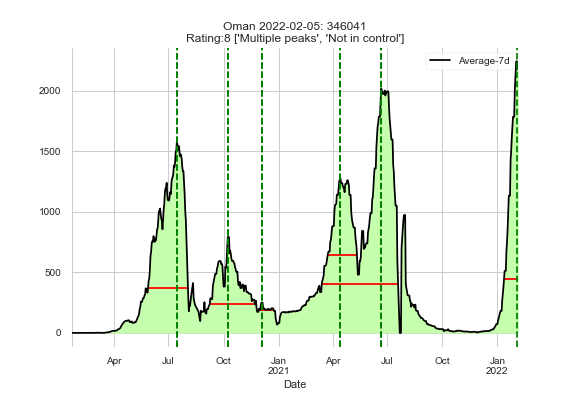 Oman 2022-02-05: 346041
Rating:8 ['Multiple peaks', 'Not in control']
Average-7d
2000
1500
1000
500
0
Apr
Jul
Oct
Jan
2021
Apr
Jul
Oct
Jan
2022
Date